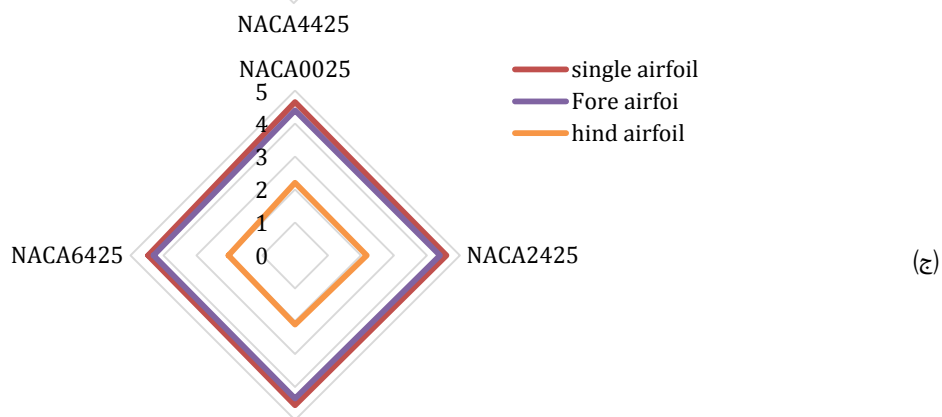 NACA4425
NACA0025
5
4
3
2
1
0
NACA6425
NACA2425
single airfoil
Fore airfoi
hind airfoil
(ج)